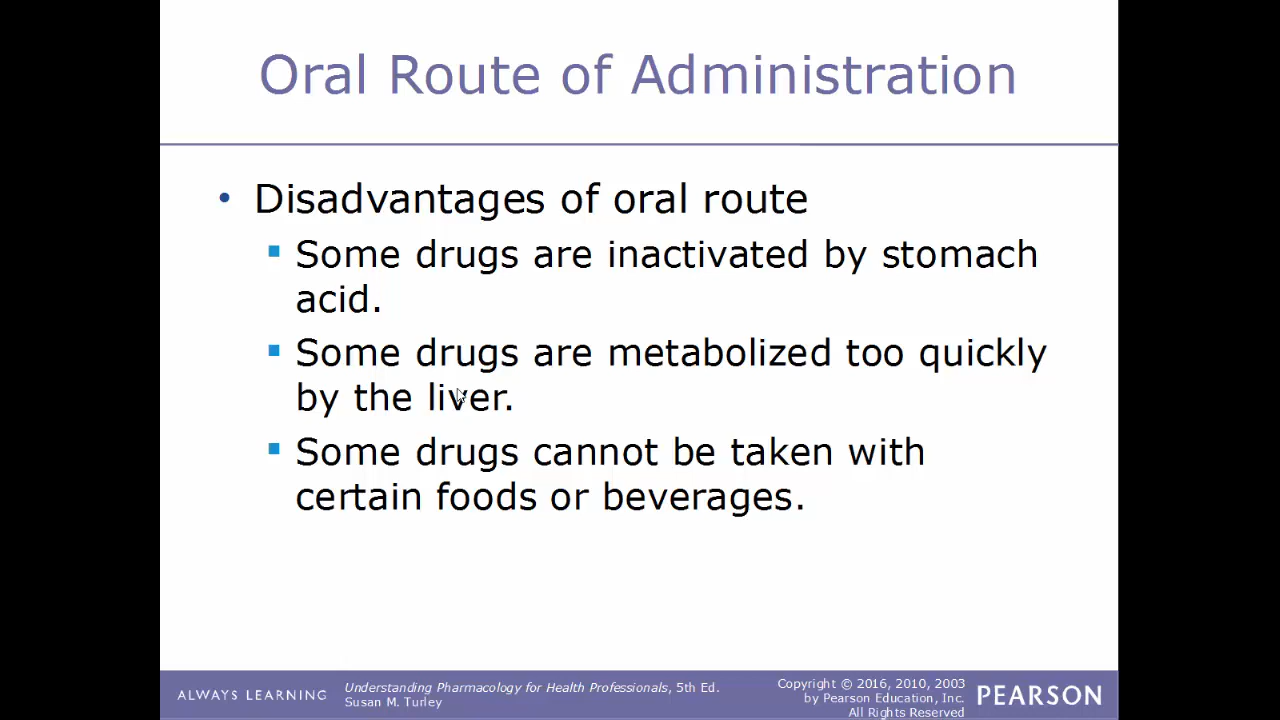 Oral Route of Administration
• Disadvantages of oral route
▪ Some drugs are inactivated by stomach
acid.
▪ Some drugs are metabolized too quickly
by the liver.
▪ Some drugs cannot be taken with
certain foods or beverages.
ALWAYS LEARNING
Understanding Pharmacology for Health Professionals, 5th Ed.
Susan M. Turley
Copyright © 2016, 2010, 2003
by Pearson Education, Inc.
All Rights Reserved
PEARSON